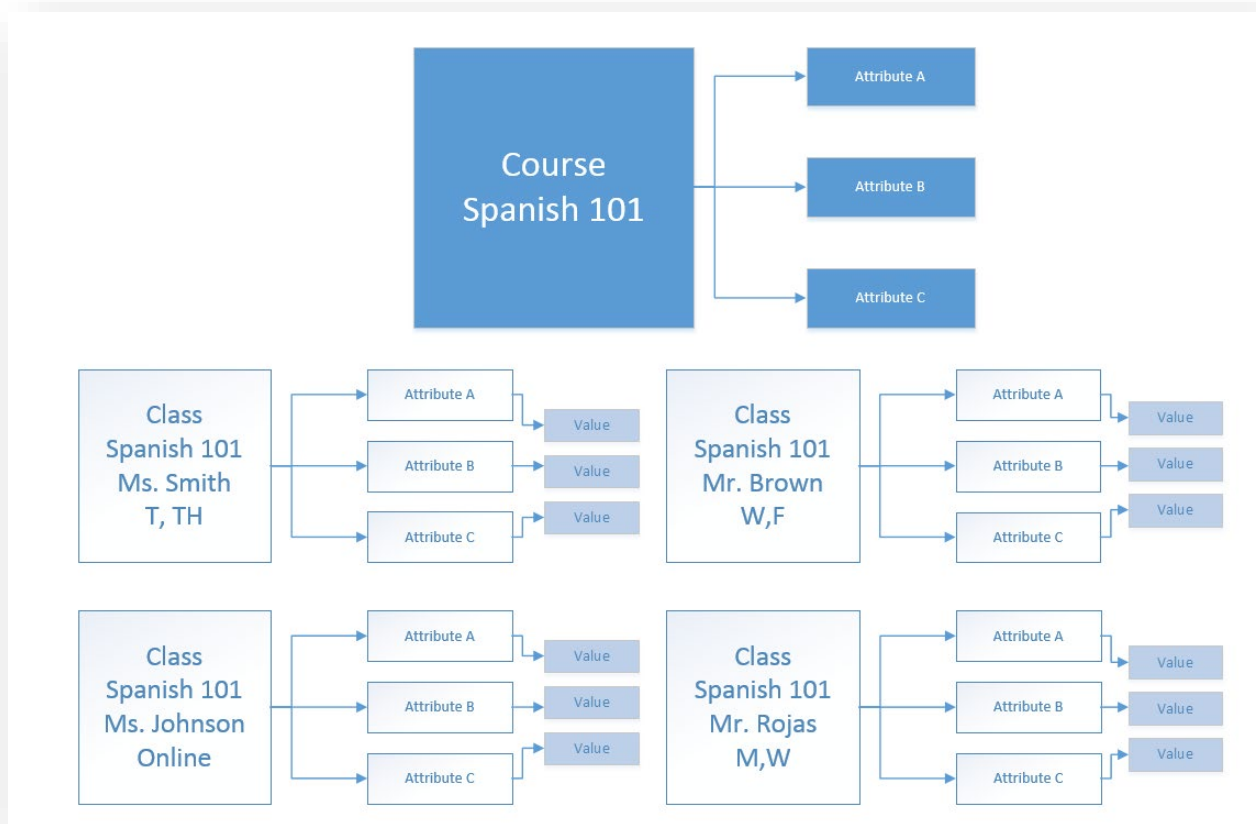 Course
Spanish 101
Attribute A
Attribute B
Attribute C
Class
Spanish 101
Ms. Smith
T, TH
Attribute A
Value
Attribute B
Value
Attribute C
Value
Class
Spanish 101
Mr. Brown
W,F
Attribute A
Value
Attribute B
Value
Attribute C
Value
Class
Spanish 101
Ms. Johnson
Online
Attribute A
Value
Attribute B
Value
Attribute C
Value
Class
Spanish 101
Mr. Rojas
M,W
Attribute A
Value
Attribute B
Value
Attribute C
Value